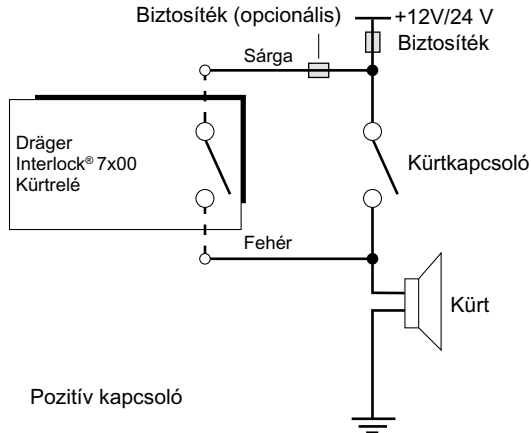 Biztosíték (opcionális)
+12V/24 V
Biztosíték
Sárga
Dräger
Interlock® 7x00
Kürtrelé
Kürtkapcsoló
Fehér
Kürt
Pozitív kapcsoló